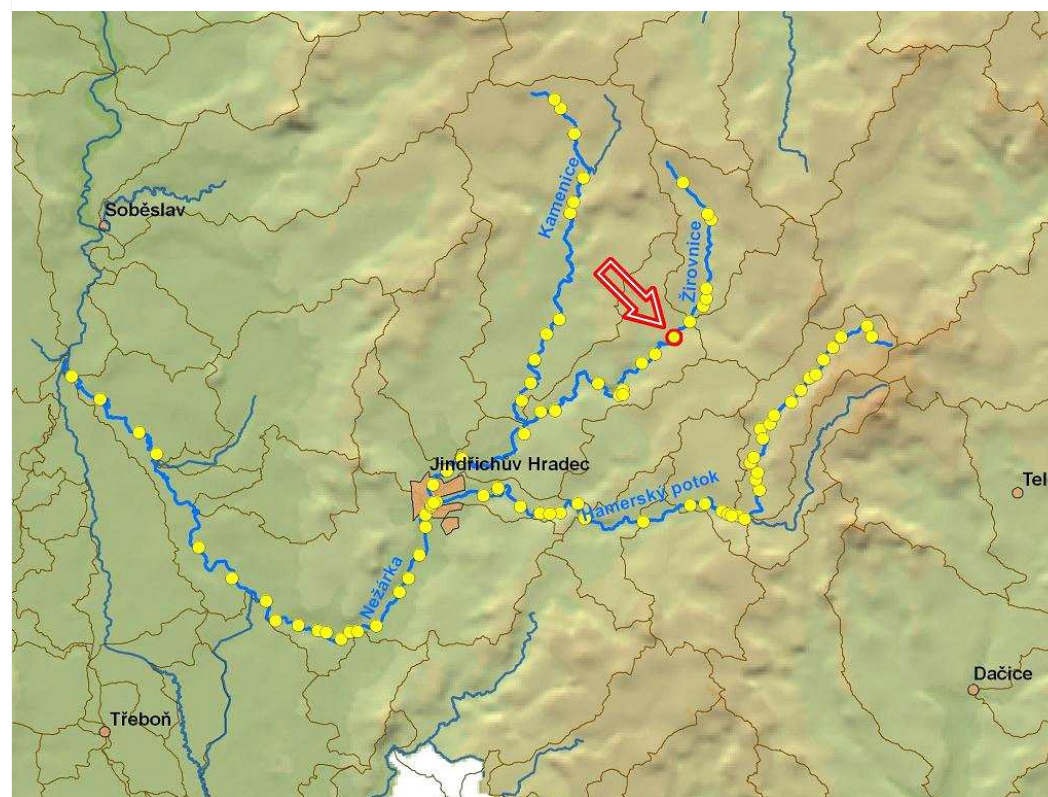 Soběslav
Kamenice
Žirovnice
Jindřichův Hradec
Hamerský potok
Tel
Nežárka
Dačice
Třeboň